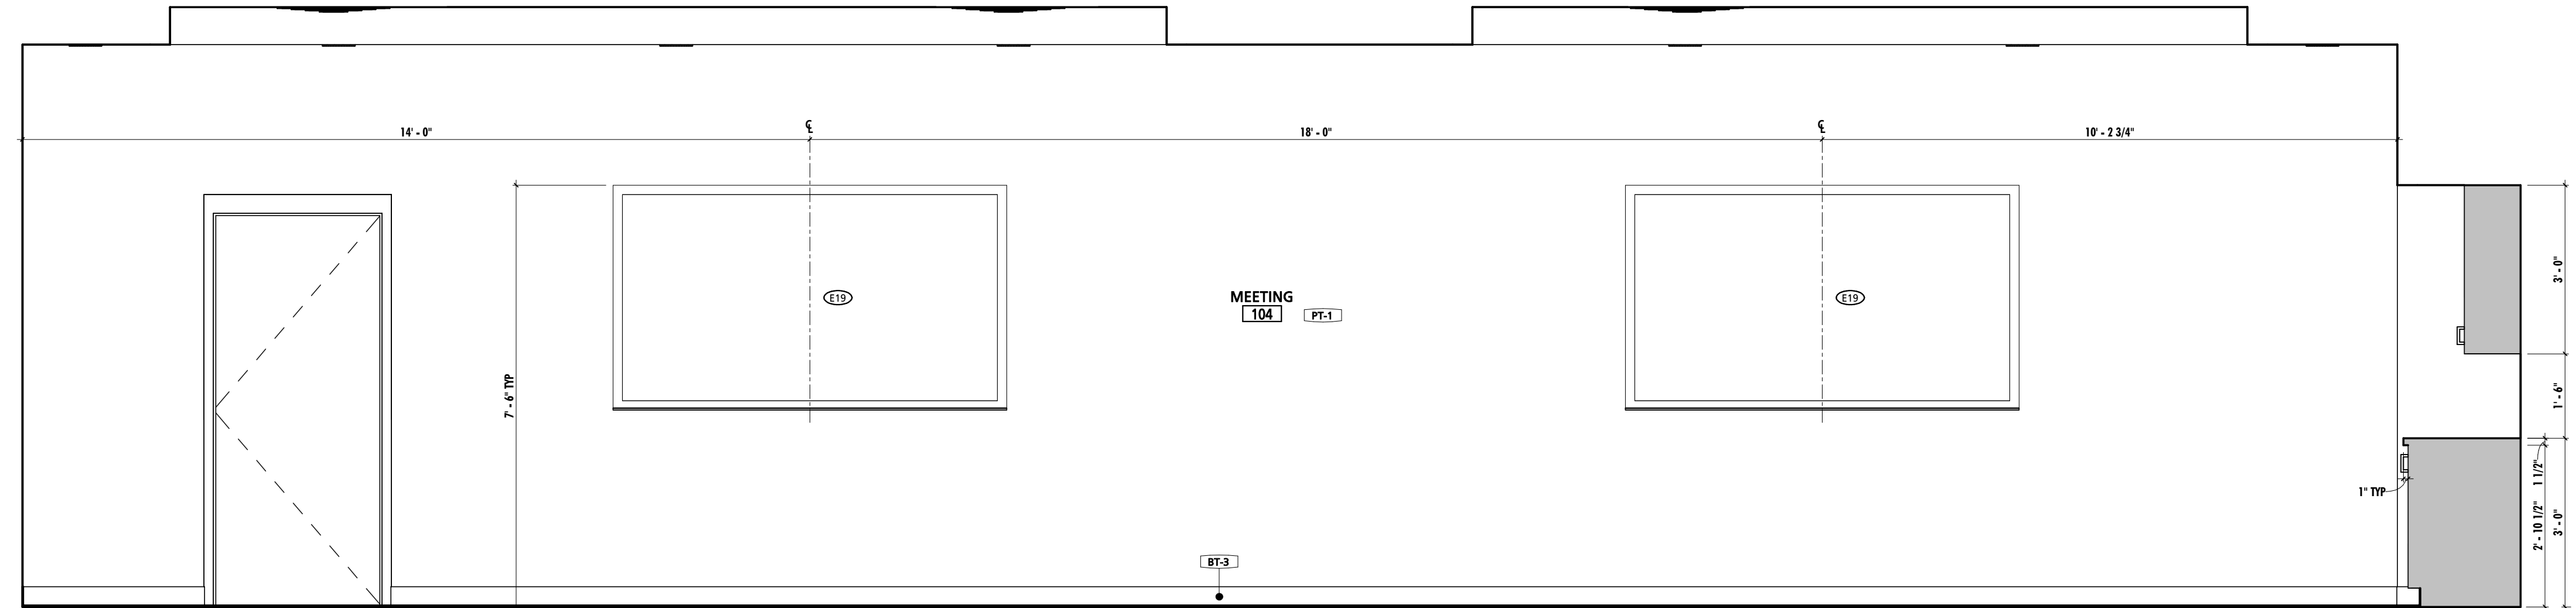 ℄
℄
14' - 0"
18' - 0"
10' - 2 3/4"
7' - 6" TYP
E19
MEETING
104
PT-1
E19
3' - 0"
1' - 6"
1 1/2"
1" TYP
2' - 10 1/2"
3' - 0"
BT-3